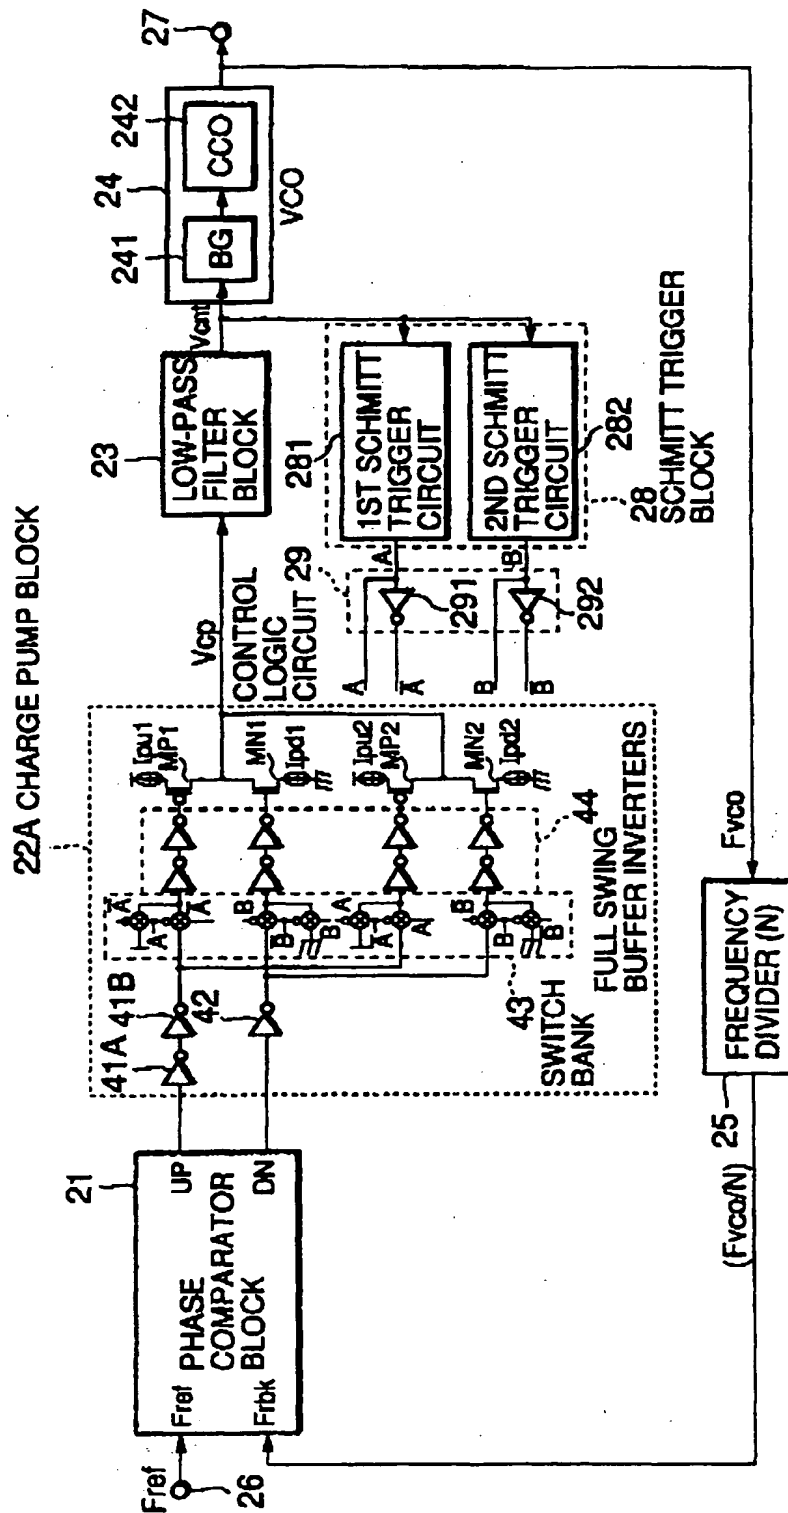 22A CHARGE PUMP BLOCK
Fref
26
21
Fref
Frbk
PHASE
COMPARATOR
BLOCK
UP
DN
41A
41B
42
43
SWITCH
BANK
A̅
A
A̅
B
B̅
B
A
A̅
A
B
B̅
B
44
FULL SWING
BUFFER INVERTERS
Ipu1
MP1
MN1
Ipd1
Ipu2
MP2
MN2
Ipd2
Vcp
CONTROL
LOGIC
CIRCUIT 29
A
A̅
B
B̅
291
292
A
B
23
LOW-PASS
FILTER
BLOCK
Vcnt
281
1ST SCHMITT
TRIGGER
CIRCUIT
2ND SCHMITT
TRIGGER
CIRCUIT
282
28
SCHMITT TRIGGER
BLOCK
24
241
BG
242
CCO
VCO
27
Fvco
25
FREQUENCY
DIVIDER (N)
(Fvco/N)